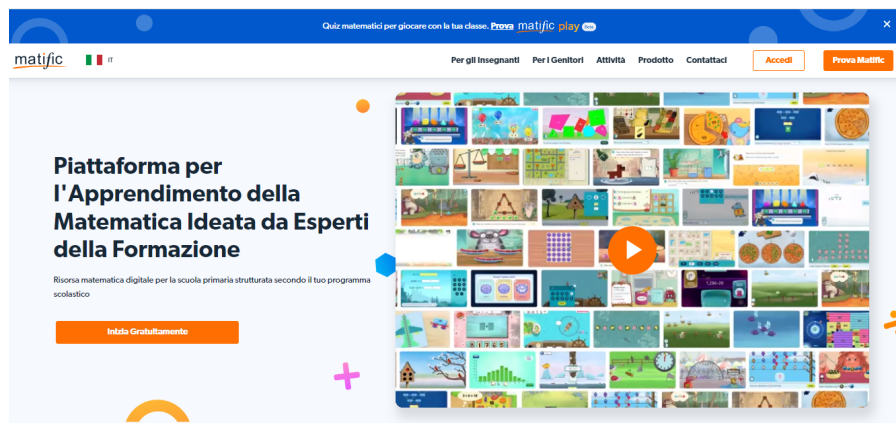 Quiz matematici per giocare con la tua classe. Prova matific play Beta
matific IT Per gli Insegnanti Per i Genitori Attività Prodotto Contattaci Accedi Prova Matific
Piattaforma per
l'Apprendimento della
Matematica Ideata da Esperti
della Formazione
Risorsa matematica digitale per la scuola primaria strutturata secondo il tuo programma
scolastico
Inizia Gratuitamente